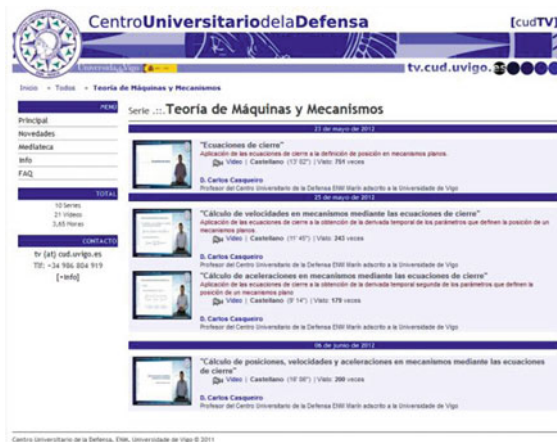 CentroUniversitariodelaDefensa
[cudTV]
UniversidadeVigo
tv.cud.uvigo.es
Inicio » Todos » Teoría de Máquinas y Mecanismos
MENÚ
Principal
Novedades
Mediateca
Info
FAQ
TOTAL
10 Series
21 Vídeos
3,65 Horas
CONTACTO
tv (at) cud.uvigo.es
Tlf: +34 986 804 919
[+info]
Serie .::. Teoría de Máquinas y Mecanismos
23 de mayo de 2012
"Ecuaciones de cierre"
Aplicación de las ecuaciones de cierre a la definición de posición en mecanismos planos.
Video | Castellano (13' 02") | Visto: 751 veces
D. Carlos Casqueiro
Profesor del Centro Universitario de la Defensa ENM Marín adscrito a la Universidade de Vigo
25 de mayo de 2012
"Cálculo de velocidades en mecanismos mediante las ecuaciones de cierre"
Aplicación de las ecuaciones de cierre a la obtención de la derivada temporal de los parámetros que definen la posición de un
mecanismos planos.
Video | Castellano (11' 45") | Visto: 243 veces
D. Carlos Casqueiro
Profesor del Centro Universitario de la Defensa ENM Marín adscrito a la Universidade de Vigo
"Cálculo de aceleraciones en mecanismos mediante las ecuaciones de cierre"
Aplicación de las ecuaciones de cierre a la obtención de la derivada temporal segunda de los parámetros que definen la
posición de un mecanismo plano
Video | Castellano (9' 14") | Visto: 179 veces
D. Carlos Casqueiro
Profesor del Centro Universitario de la Defensa ENM Marín adscrito a la Universidade de Vigo
06 de junio de 2012
"Cálculo de posiciones, velocidades y aceleraciones en mecanismos mediante las ecuaciones
de cierre"
Video | Castellano (16' 06") | Visto: 200 veces
D. Carlos Casqueiro
Profesor del Centro Universitario de la Defensa ENM Marín adscrito a la Universidade de Vigo
Centro Universitario de la Defensa, ENM, Universidade de Vigo © 2011